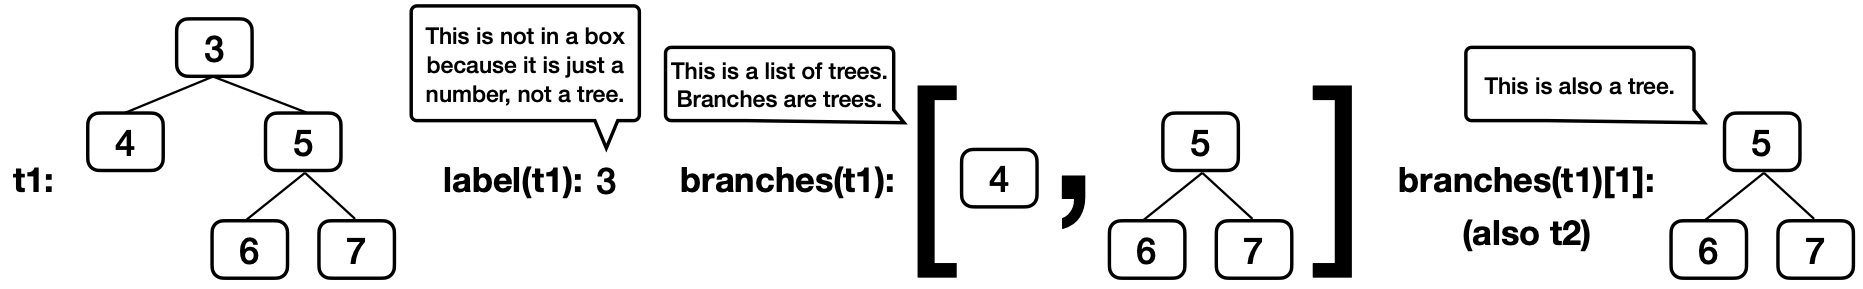 t1:
3
4
5
6
7
This is not in a box
because it is just a
number, not a tree.
label(t1): 3
This is a list of trees.
Branches are trees.
branches(t1):
[ 4 , 5 ]
6 7
This is also a tree.
branches(t1)[1]:
(also t2)
5
6 7